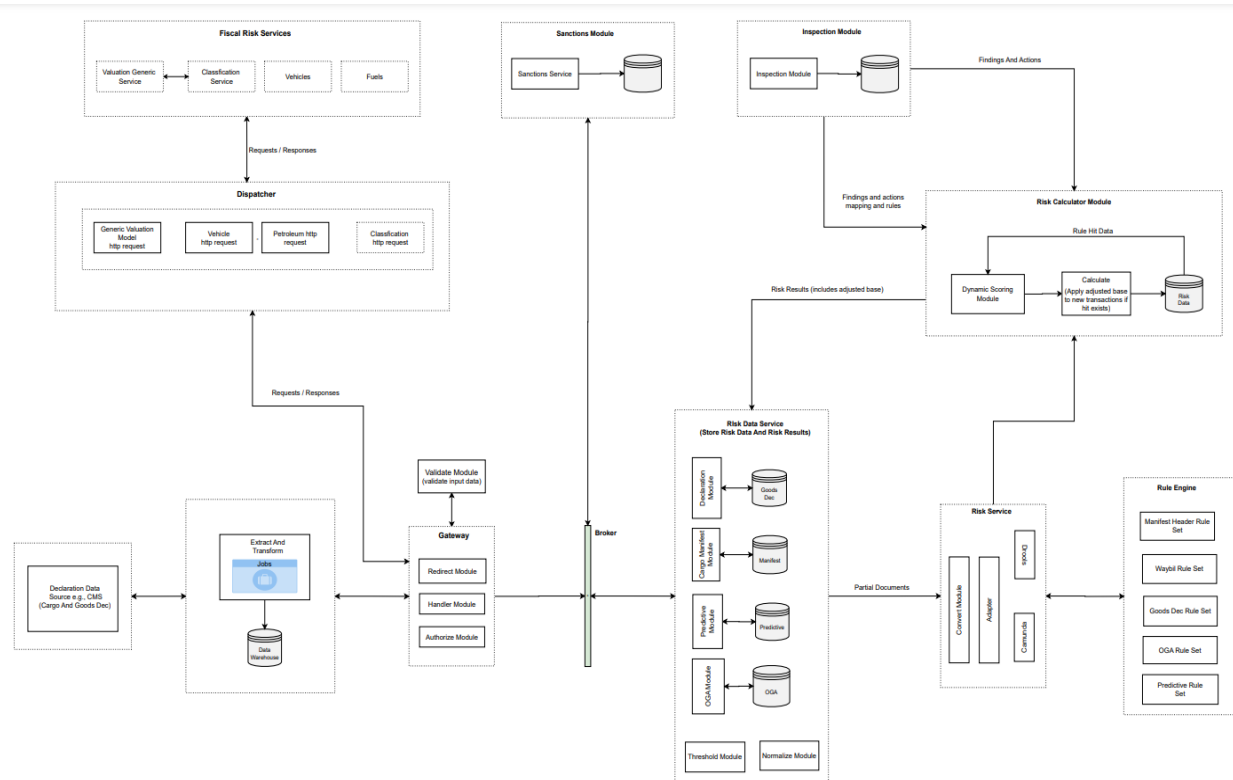 Fiscal Risk Services
Valuation Generic
Service
Classfication
Service
Vehicles
Fuels
Sanctions Module
Sanctions Service
Inspection Module
Inspection Module
Findings And Actions
Requests / Responses
Dispatcher
Generic Valuation
Model
http request
Vehicle
http request
Petroleum http
request
Classfication
http request
Findings and actions
mapping and rules
Risk Calculator Module
Rule Hit Data
Dynamic Scoring
Module
Calculate
(Apply adjusted base
to new transactions if
hit exists)
Risk
Data
Risk Results (includes adjusted base)
Requests / Responses
Validate Module
(validate input data)
Gateway
Redirect Module
Handler Module
Authorize Module
Broker
Declaration Data
Source e.g., CMS
(Cargo And Goods Dec)
Extract And
Transform
Jobs
Data
Warehouse
RIsk Data Service
(Store Risk Data And Risk Results)
Declaration
Module
Goods
Dec
Cargo Manifest
Module
Manifest
Predictive
Module
Predictive
OGA Module
OGA
Threshold Module
Normalize Module
Partial Documents
Risk Service
Convert Module
Adapter
Drools
Camunda
Rule Engine
Manifest Header Rule
Set
Waybil Rule Set
Goods Dec Rule Set
OGA Rule Set
Predictive Rule
Set